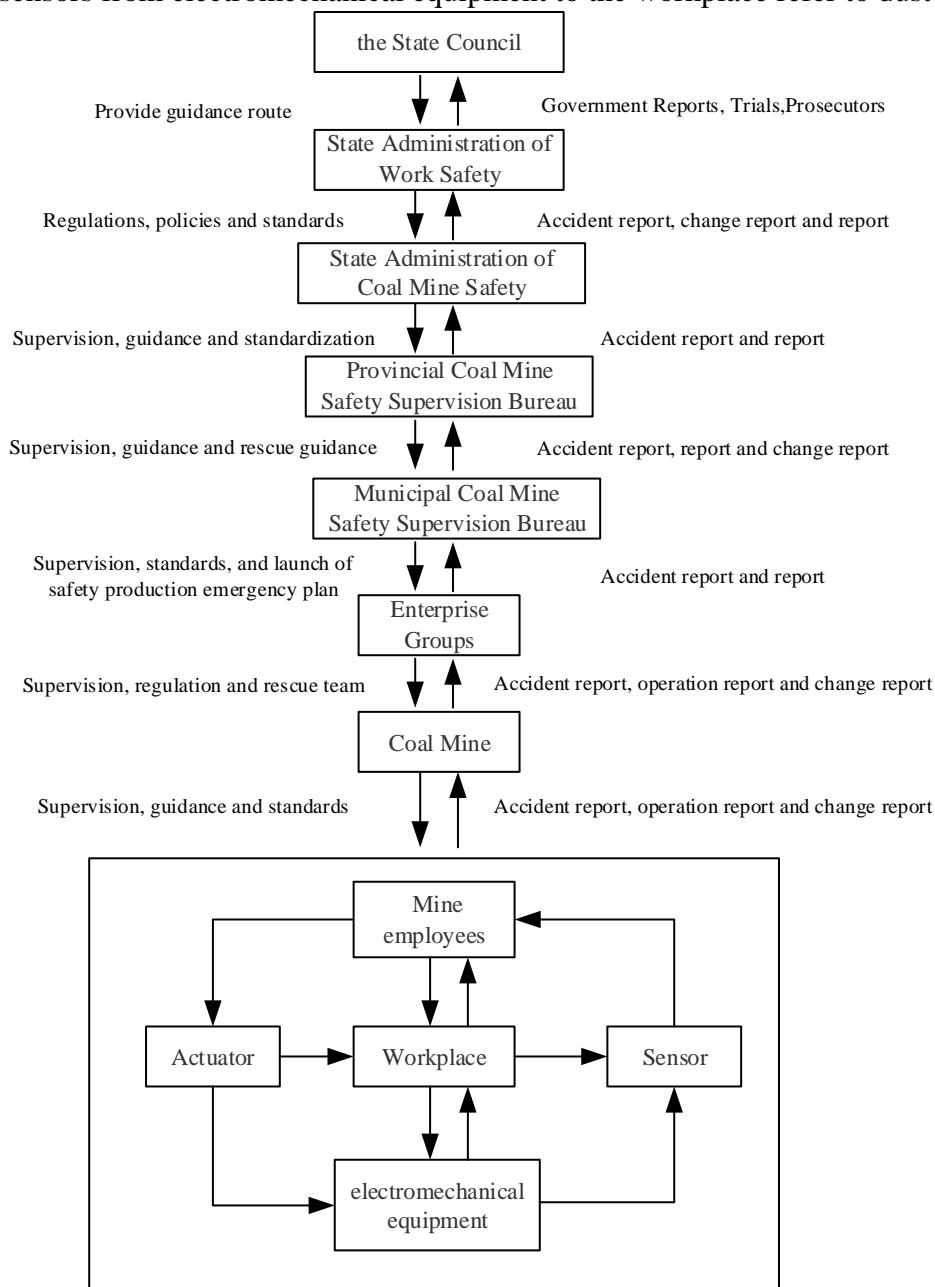 sensors from electromechanical equipment to the workplace refer to dust
the State Council
Provide guidance route
Government Reports, Trials,Prosecutors
State Administration of
Work Safety
Regulations, policies and standards
Accident report, change report and report
State Administration of
Coal Mine Safety
Supervision, guidance and standardization
Accident report and report
Provincial Coal Mine
Safety Supervision Bureau
Supervision, guidance and rescue guidance
Accident report, report and change report
Municipal Coal Mine
Safety Supervision Bureau
Supervision, standards, and launch of
safety production emergency plan
Accident report and report
Enterprise
Groups
Supervision, regulation and rescue team
Accident report, operation report and change report
Coal Mine
Supervision, guidance and standards
Accident report, operation report and change report
Mine
employees
Actuator
Workplace
Sensor
electromechanical
equipment